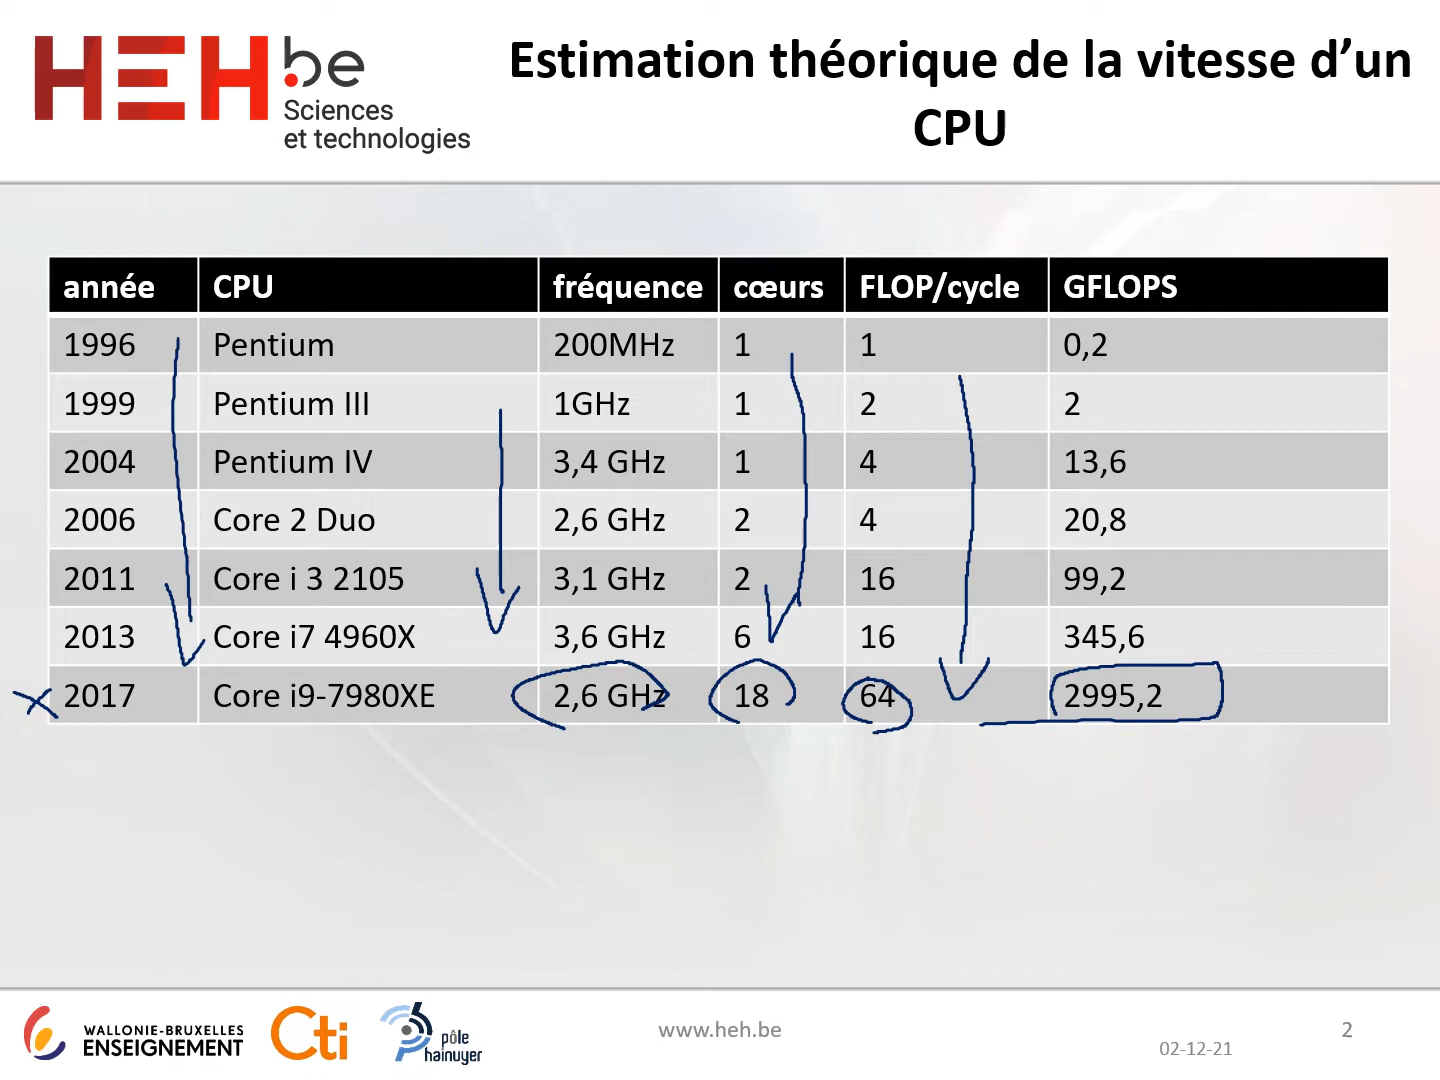 HEH.be
Sciences
et technologies
Estimation théorique de la vitesse d’un
CPU
année CPU fréquence cœurs FLOP/cycle GFLOPS
1996 Pentium 200MHz 1 1 0,2
1999 Pentium III 1GHz 1 2 2
2004 Pentium IV 3,4 GHz 1 4 13,6
2006 Core 2 Duo 2,6 GHz 2 4 20,8
2011 Core i 3 2105 3,1 GHz 2 16 99,2
2013 Core i7 4960X 3,6 GHz 6 16 345,6
2017 Core i9-7980XE 2,6 GHz 18 64 2995,2
WALLONIE-BRUXELLES
ENSEIGNEMENT
Cti
pôle
hainuyer
www.heh.be
02-12-21
2